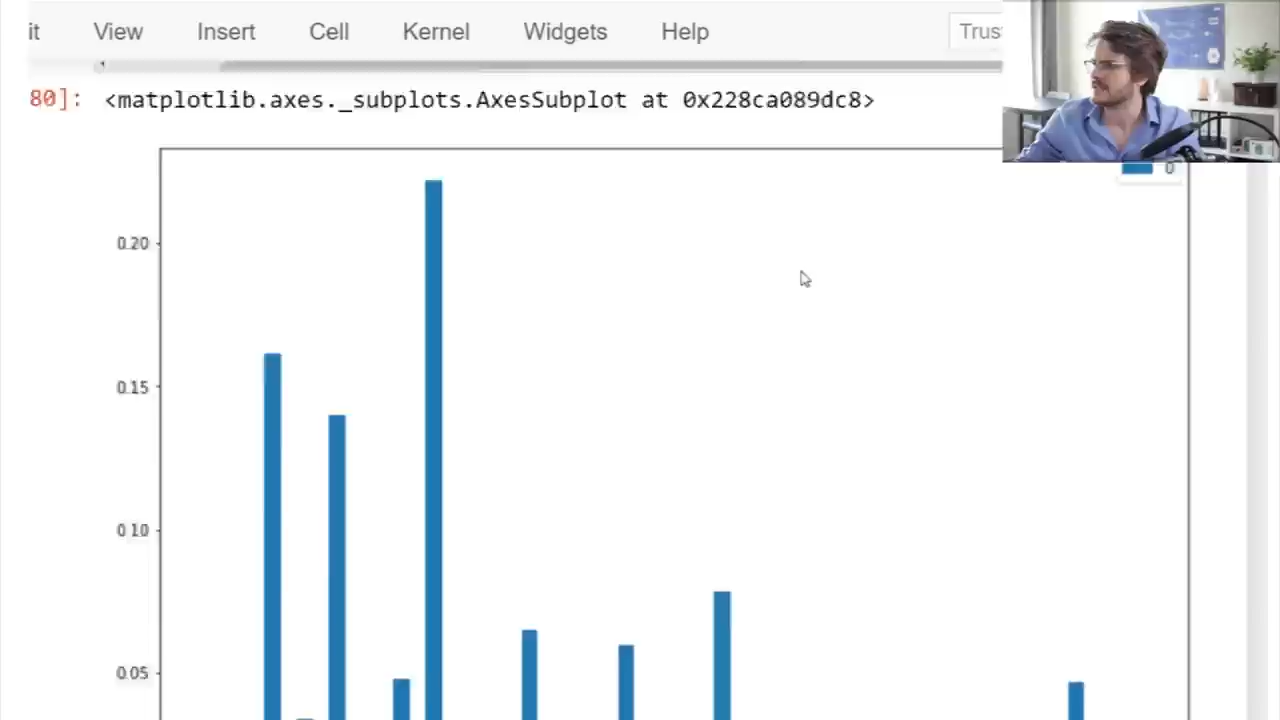 it View Insert Cell Kernel Widgets Help Trus
80]: <matplotlib.axes._subplots.AxesSubplot at 0x228ca089dc8>
0
0.20
0.15
0.10
0.05